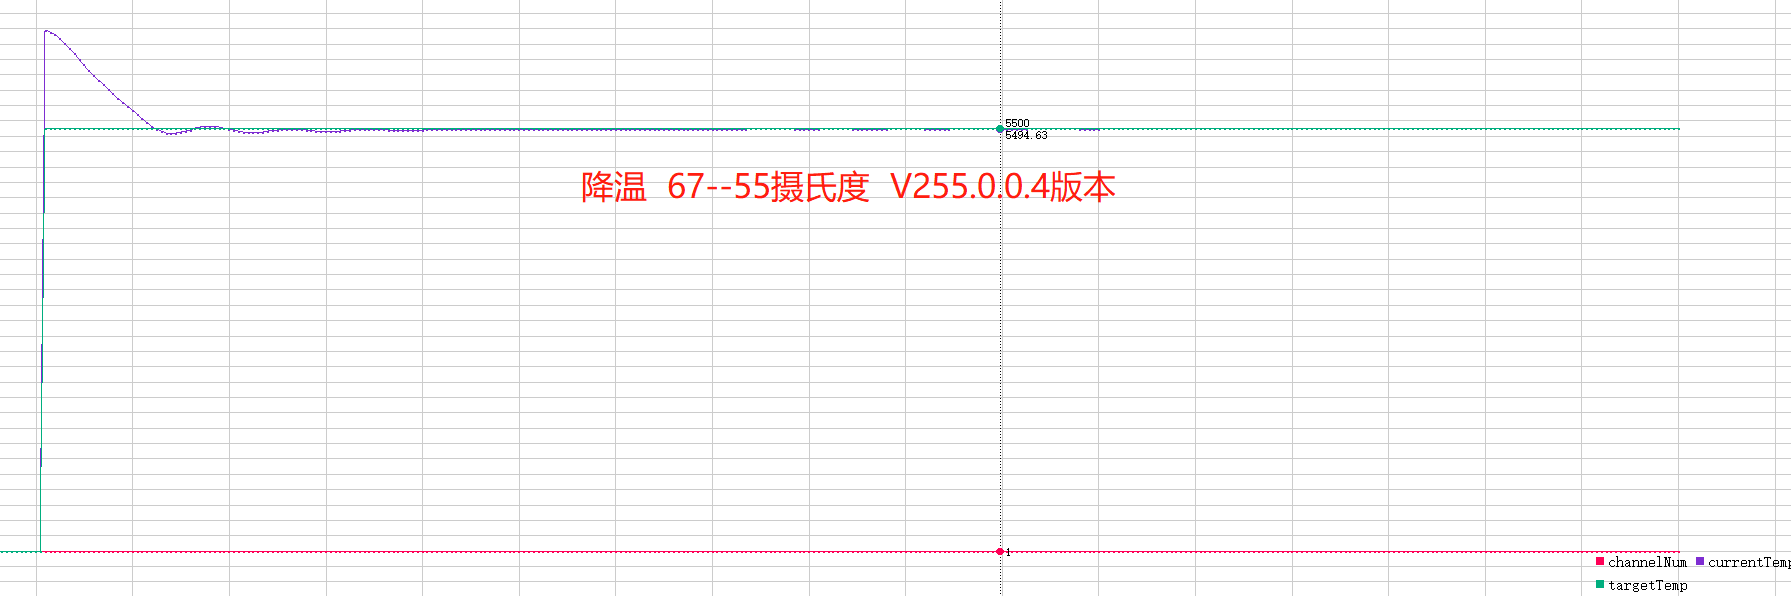 5500
5494.63
降温 67--55摄氏度 V255.0.0.4版本
1
channelNum currentTemp
targetTemp